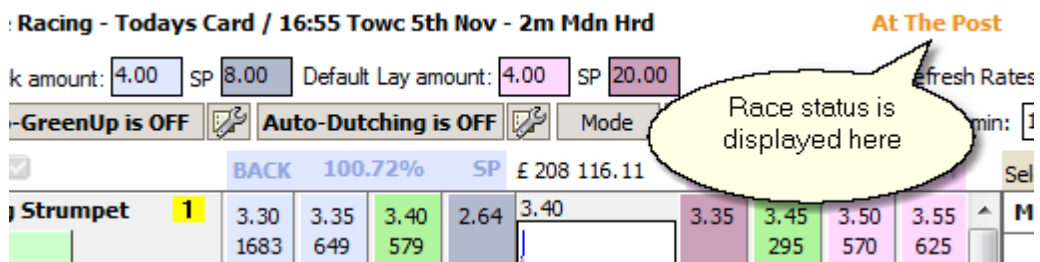 Racing - Todays Card / 16:55 Towc 5th Nov - 2m Mdn Hrd At The Post
k amount: 4.00 SP 8.00 Default Lay amount: 4.00 SP 20.00 efresh Rates
-GreenUp is OFF Auto-Dutching is OFF Mode min: 1
Race status is
displayed here
BACK 100.72% SP £ 208 116.11 Sel
g Strumpet 1 3.30 3.35 3.40 2.64 3.40 3.35 3.45 3.50 3.55 M
1683 649 579 295 570 625